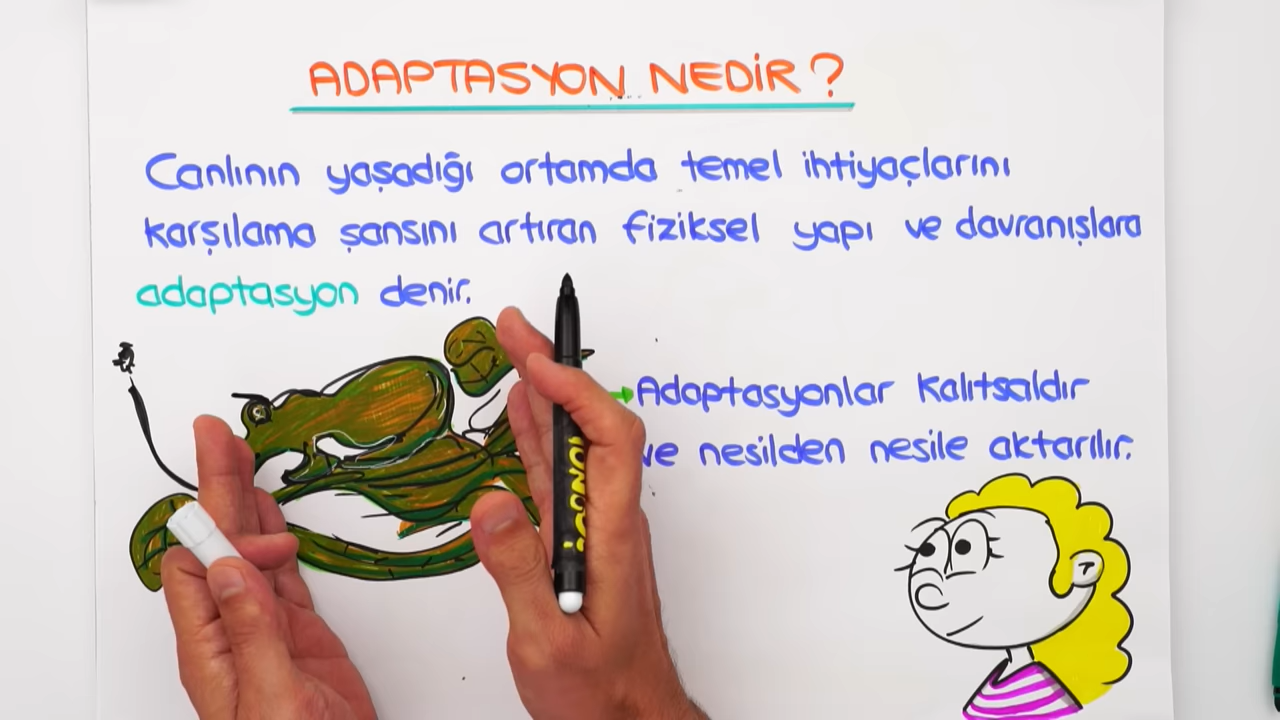 ADAPTASYON NEDİR?
Canlının yaşadığı ortamda temel ihtiyaçlarını
karşılama şansını artıran fiziksel yapı ve davranışlara
adaptasyon denir.
Adaptasyonlar kalıtsaldır
ve nesilden nesile aktarılır.